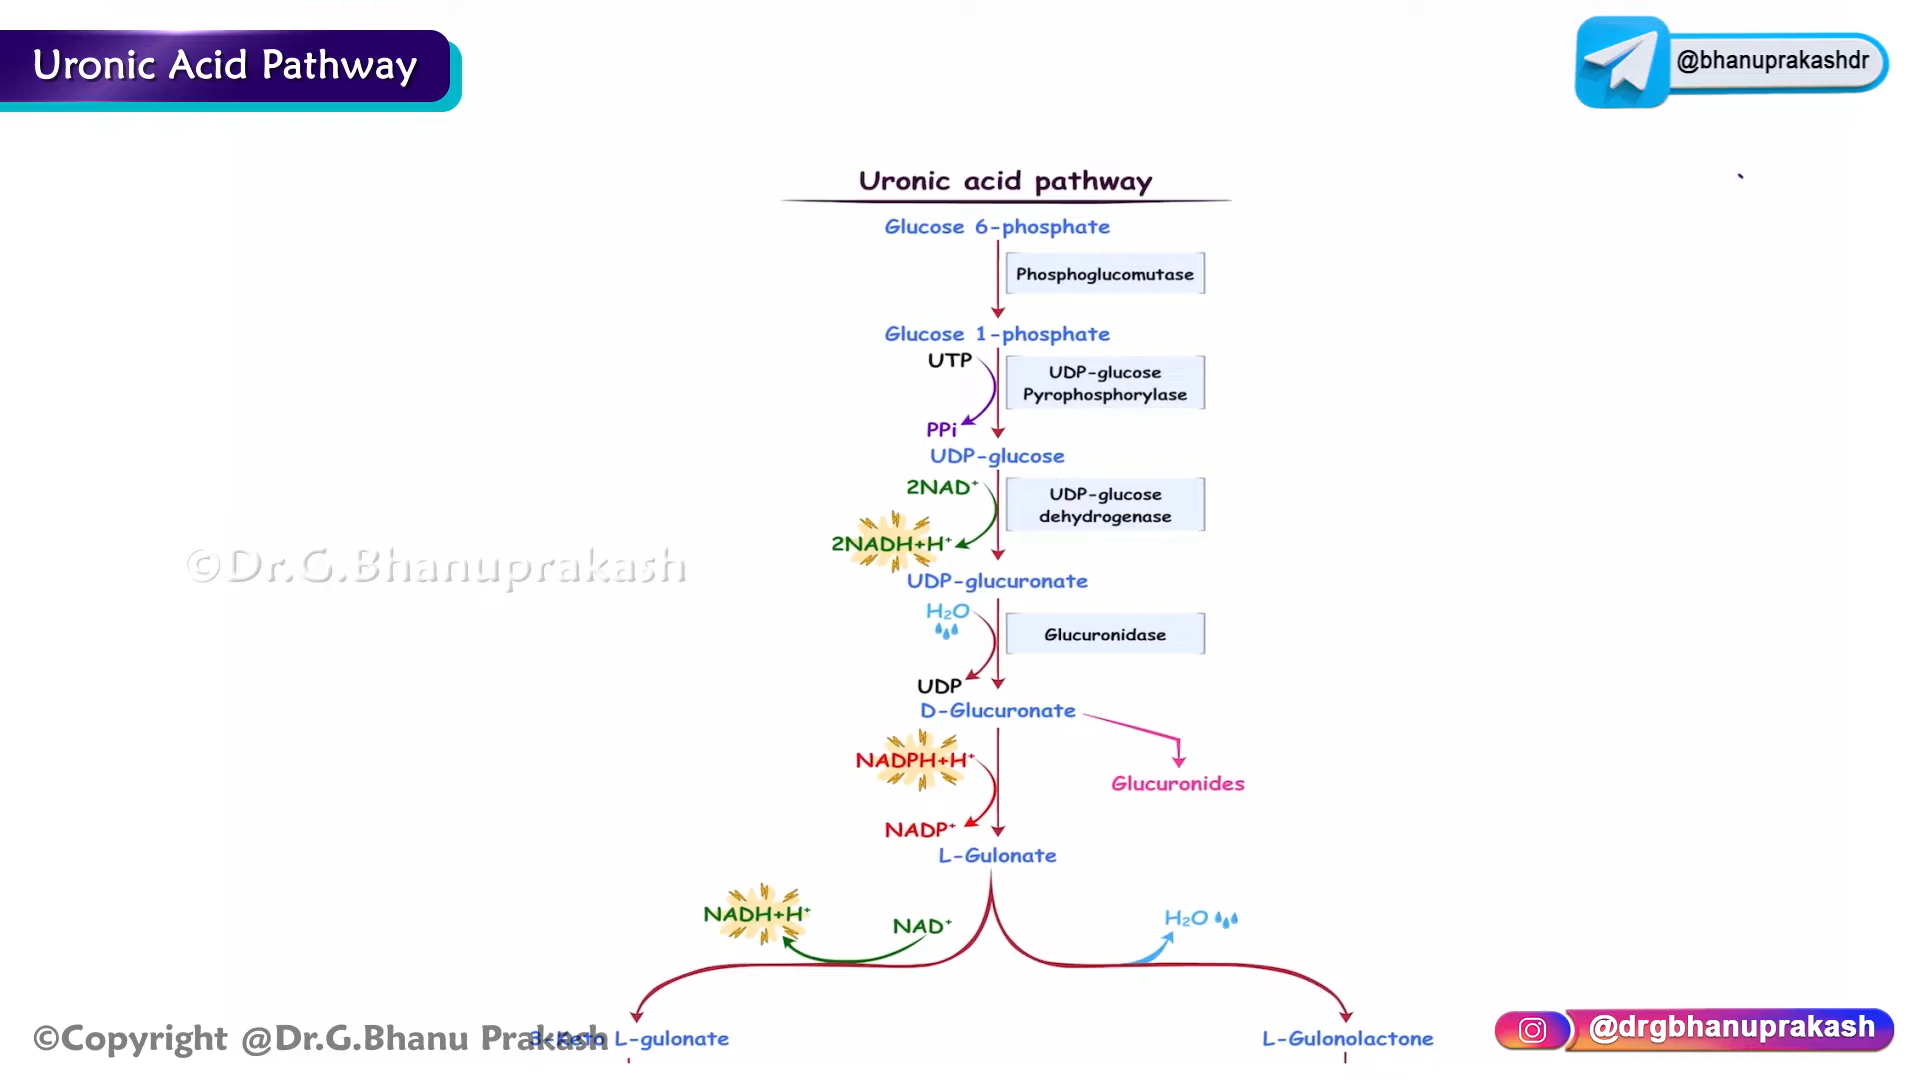 Uronic Acid Pathway
@bhanuprakashdr
Uronic acid pathway
Glucose 6-phosphate
Phosphoglucomutase
Glucose 1-phosphate
UTP
UDP-glucose
Pyrophosphorylase
PPi
UDP-glucose
2NAD⁺
UDP-glucose
dehydrogenase
2NADH+H⁺
©Dr.G.Bhanuprakash
UDP-glucuronate
H₂O
Glucuronidase
UDP
D-Glucuronate
NADPH+H⁺
Glucuronides
NADP⁺
L-Gulonate
NADH+H⁺
NAD⁺
H₂O
©Copyright @Dr.G.Bhanu Prakash
3-Keto L-gulonate
L-Gulonolactone
@drgbhanuprakash